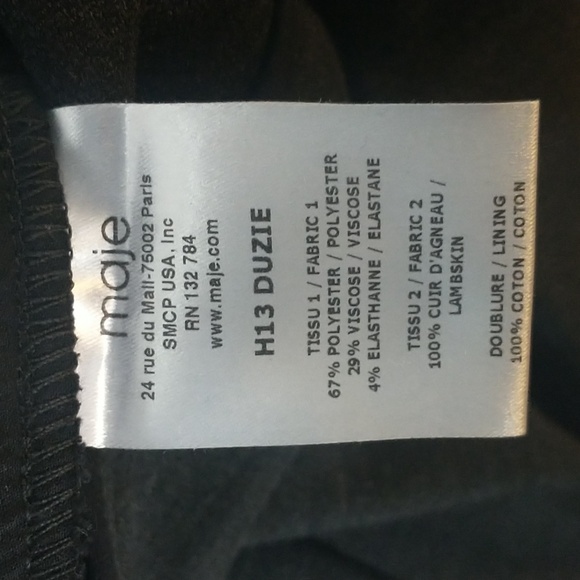 maje
24 rue du Mail-75002 Paris
SMCP USA, Inc
RN 132 784
www.maje.com
H13 DUZIE
TISSU 1 / FABRIC 1
67% POLYESTER / POLYESTER
29% VISCOSE / VISCOSE
4% ELASTHANNE / ELASTANE
TISSU 2 / FABRIC 2
100% CUIR D'AGNEAU /
LAMBSKIN
DOUBLURE / LINING
100% COTON / COTTON